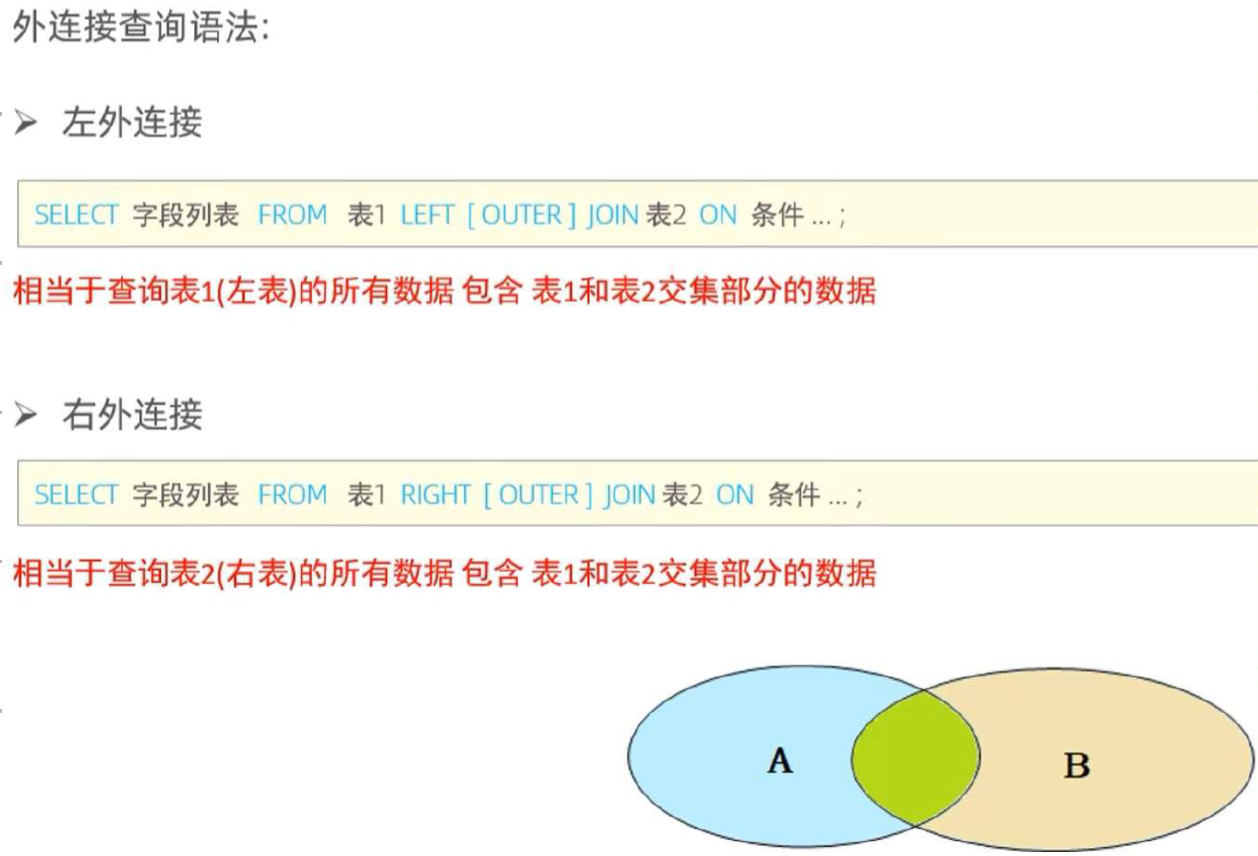 外连接查询语法:
➢ 左外连接
SELECT 字段列表 FROM 表1 LEFT [ OUTER ] JOIN 表2 ON 条件 ... ;
相当于查询表1(左表)的所有数据 包含 表1和表2交集部分的数据
➢ 右外连接
SELECT 字段列表 FROM 表1 RIGHT [ OUTER ] JOIN 表2 ON 条件 ... ;
相当于查询表2(右表)的所有数据 包含 表1和表2交集部分的数据
A B